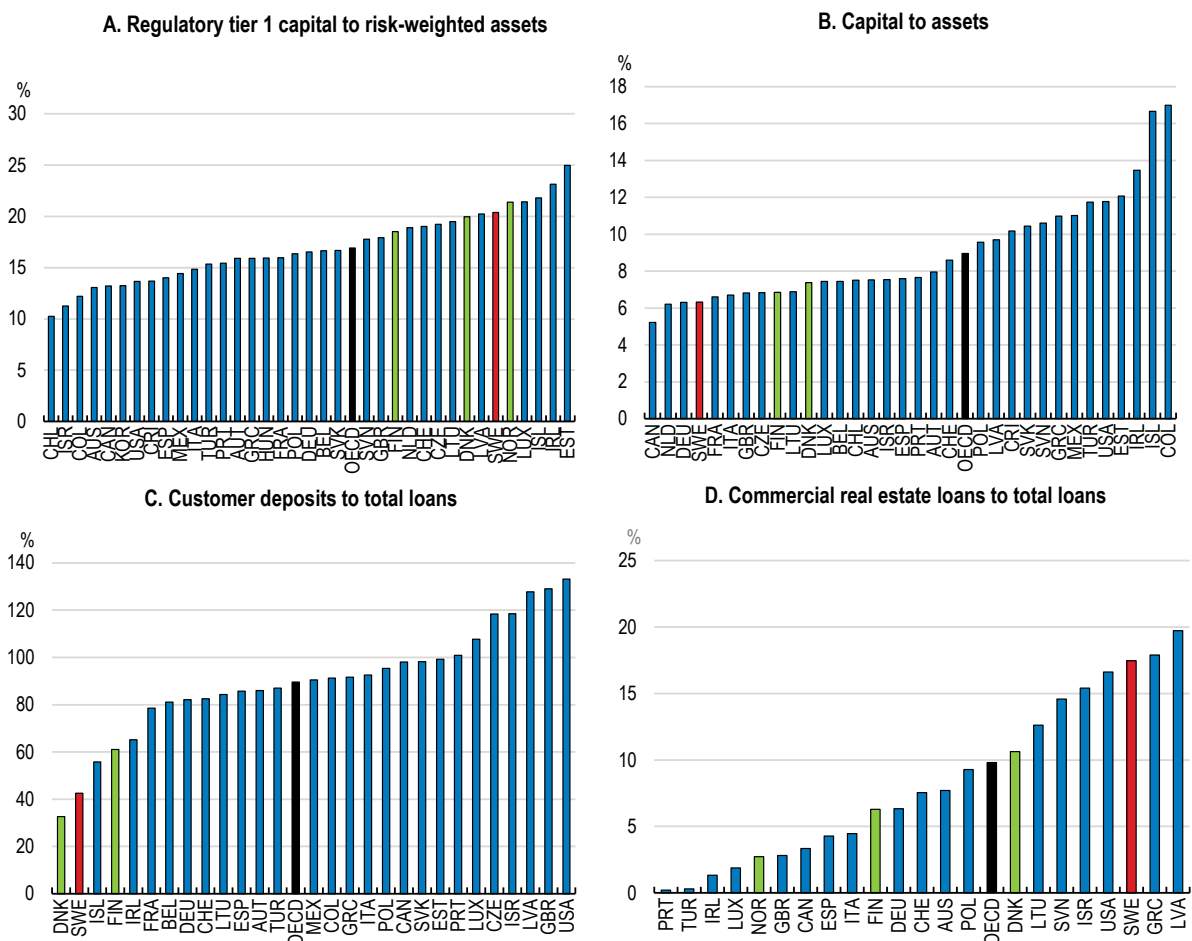 A. Regulatory tier 1 capital to risk-weighted assets
%
30
25
20
15
10
5
0
CHL
ISR
COL
AUS
CAN
KOR
USA
CRI
ESP
MEX
ITA
TUR
PRT
AUT
GRC
HUN
FRA
POL
DEU
BEL
SVK
OECD
SVN
GBR
FIN
NLD
CHE
CZE
LTU
DNK
LVA
SWE
NOR
LUX
ISL
IRL
EST
B. Capital to assets
%
18
16
14
12
10
8
6
4
2
0
CAN
NLD
DEU
SWE
FRA
ITA
GBR
CZE
FIN
LTU
DNK
LUX
BEL
CHL
AUS
ISR
ESP
PRT
AUT
CHE
OECD
POL
LVA
CRI
SVK
SVN
GRC
MEX
TUR
USA
EST
IRL
ISL
COL
C. Customer deposits to total loans
%
140
120
100
80
60
40
20
0
DNK
SWE
ISL
FIN
IRL
FRA
BEL
DEU
CHE
LTU
ESP
AUT
TUR
OECD
MEX
COL
GRC
ITA
POL
CAN
SVK
EST
PRT
LUX
CZE
ISR
LVA
GBR
USA
D. Commercial real estate loans to total loans
%
25
20
15
10
5
0
PRT
TUR
IRL
LUX
NOR
GBR
CAN
ESP
ITA
FIN
DEU
CHE
AUS
POL
OECD
DNK
LTU
SVN
ISR
USA
SWE
GRC
LVA